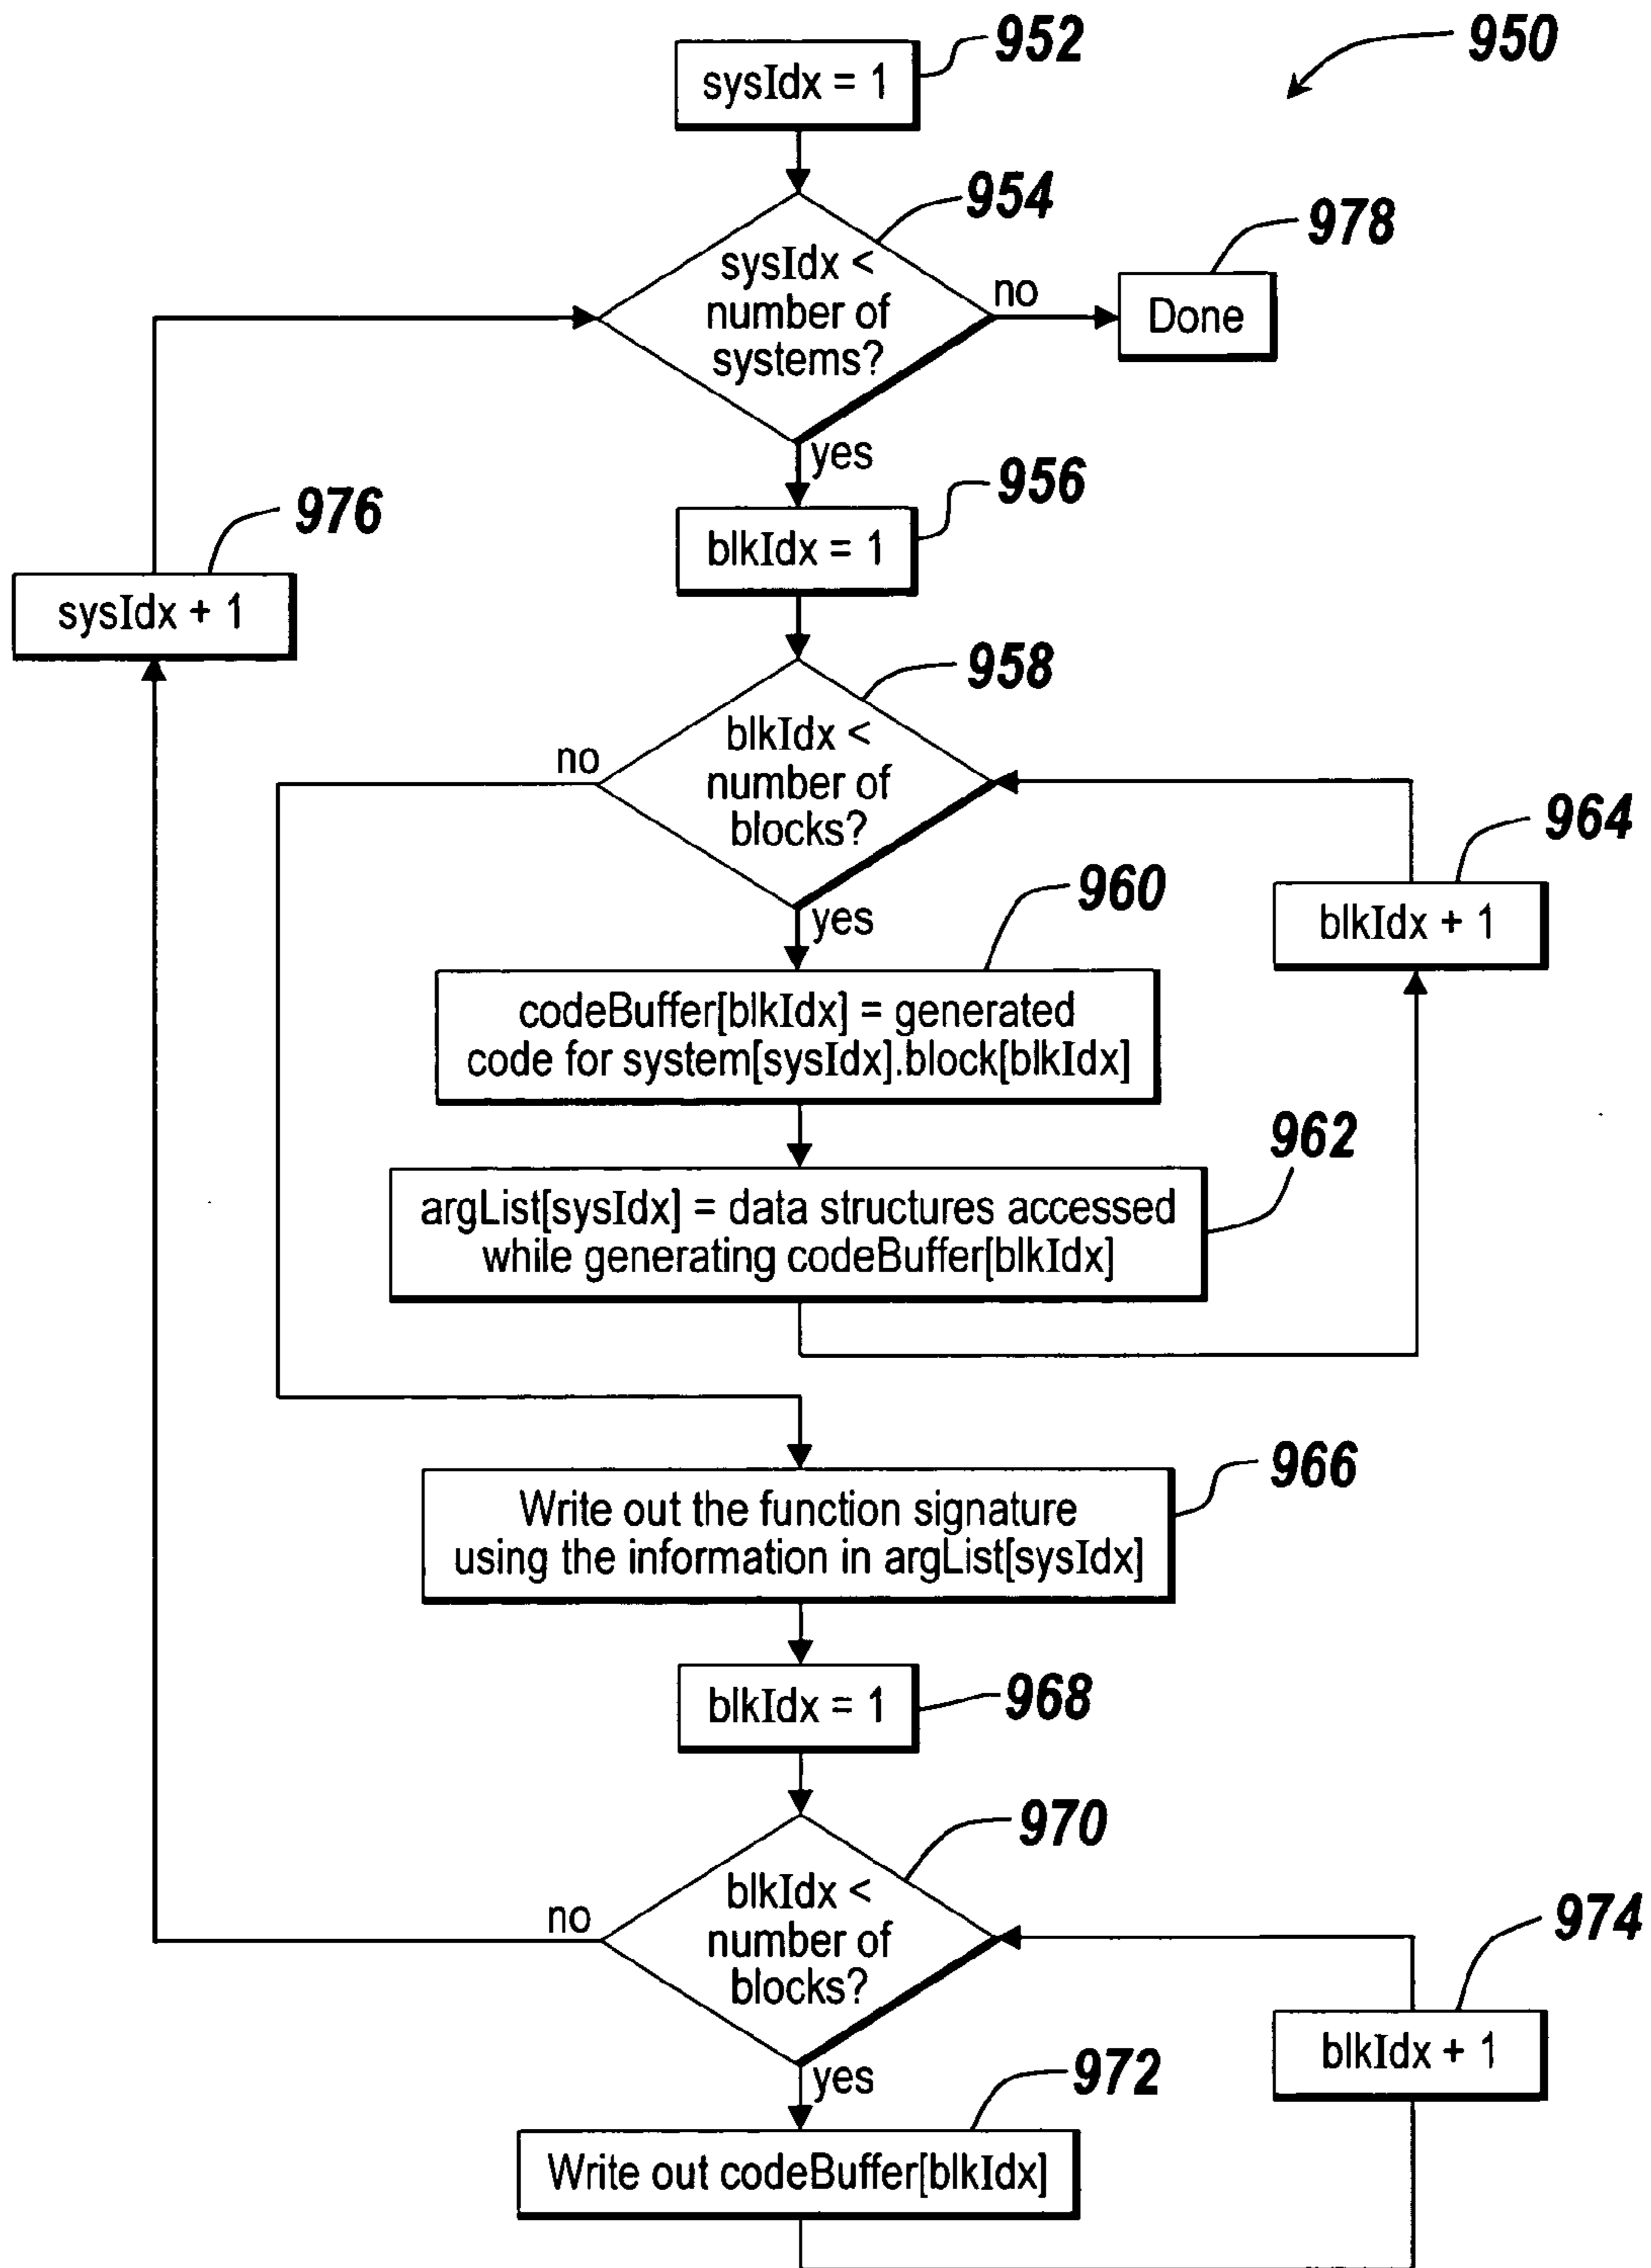 952
950
sysIdx = 1
954
978
sysIdx <
number of
systems?
no
Done
yes
956
976
blkIdx = 1
sysIdx + 1
958
blkIdx <
number of
blocks?
no
964
960
yes
blkIdx + 1
codeBuffer[blkIdx] = generated
code for system[sysIdx].block[blkIdx]
962
argList[sysIdx] = data structures accessed
while generating codeBuffer[blkIdx]
966
Write out the function signature
using the information in argList[sysIdx]
968
blkIdx = 1
970
blkIdx <
number of
blocks?
no
974
yes
972
blkIdx + 1
Write out codeBuffer[blkIdx]